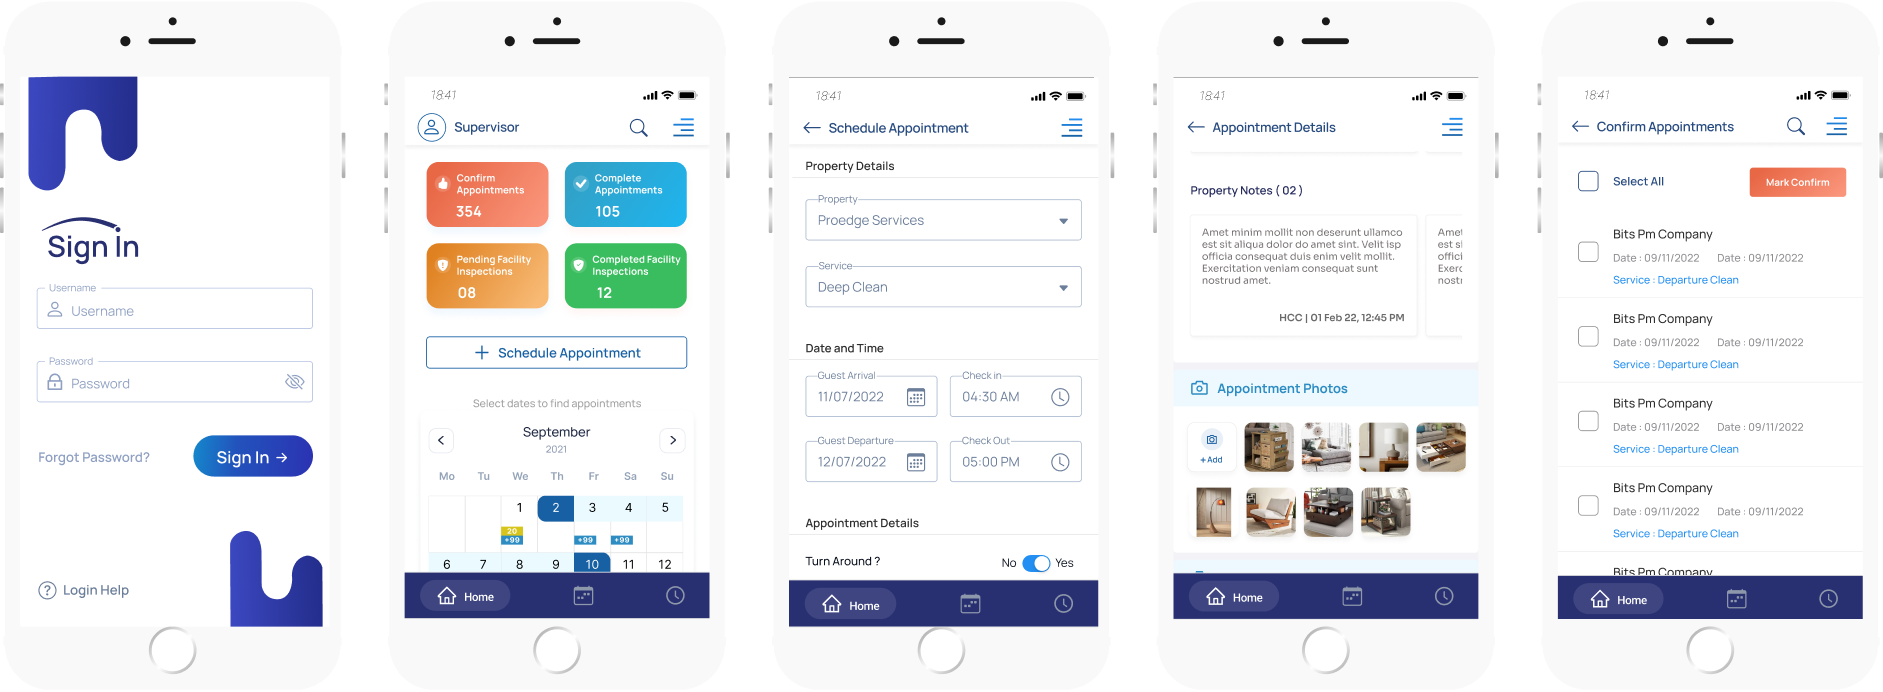 Sign In
Username
Username
Password
Password
Forgot Password?
Sign In →
Login Help
18:41
Supervisor
Confirm
Appointments
354
Complete
Appointments
105
Pending Facility
Inspections
08
Completed Facility
Inspections
12
+ Schedule Appointment
Select dates to find appointments
September
2021
Mo Tu We Th Fr Sa Su
1 2 3 4 5
20
+99 +99 +99
6 7 8 9 10 11 12
Home
18:41
Schedule Appointment
Property Details
Property
Proedge Services
Service
Deep Clean
Date and Time
Guest Arrival
11/07/2022
Check in
04:30 AM
Guest Departure
12/07/2022
Check Out
05:00 PM
Appointment Details
Turn Around ?
No Yes
Home
18:41
Appointment Details
Property Notes ( 02 )
Amet minim mollit non deserunt ullamco
est sit aliqua dolor do amet sint. Velit isp
officia consequat duis enim velit mollit.
Exercitation veniam consequat sunt
nostrud amet.
HCC | 01 Feb 22, 12:45 PM
Amet
est si
offici
Exerc
nostr
Appointment Photos
+ Add
Home
18:41
Confirm Appointments
Select All
Mark Confirm
Bits Pm Company
Date : 09/11/2022 Date : 09/11/2022
Service : Departure Clean
Bits Pm Company
Date : 09/11/2022 Date : 09/11/2022
Service : Departure Clean
Bits Pm Company
Date : 09/11/2022 Date : 09/11/2022
Service : Departure Clean
Bits Pm Company
Date : 09/11/2022 Date : 09/11/2022
Service : Departure Clean
Bits Pm Company
Home